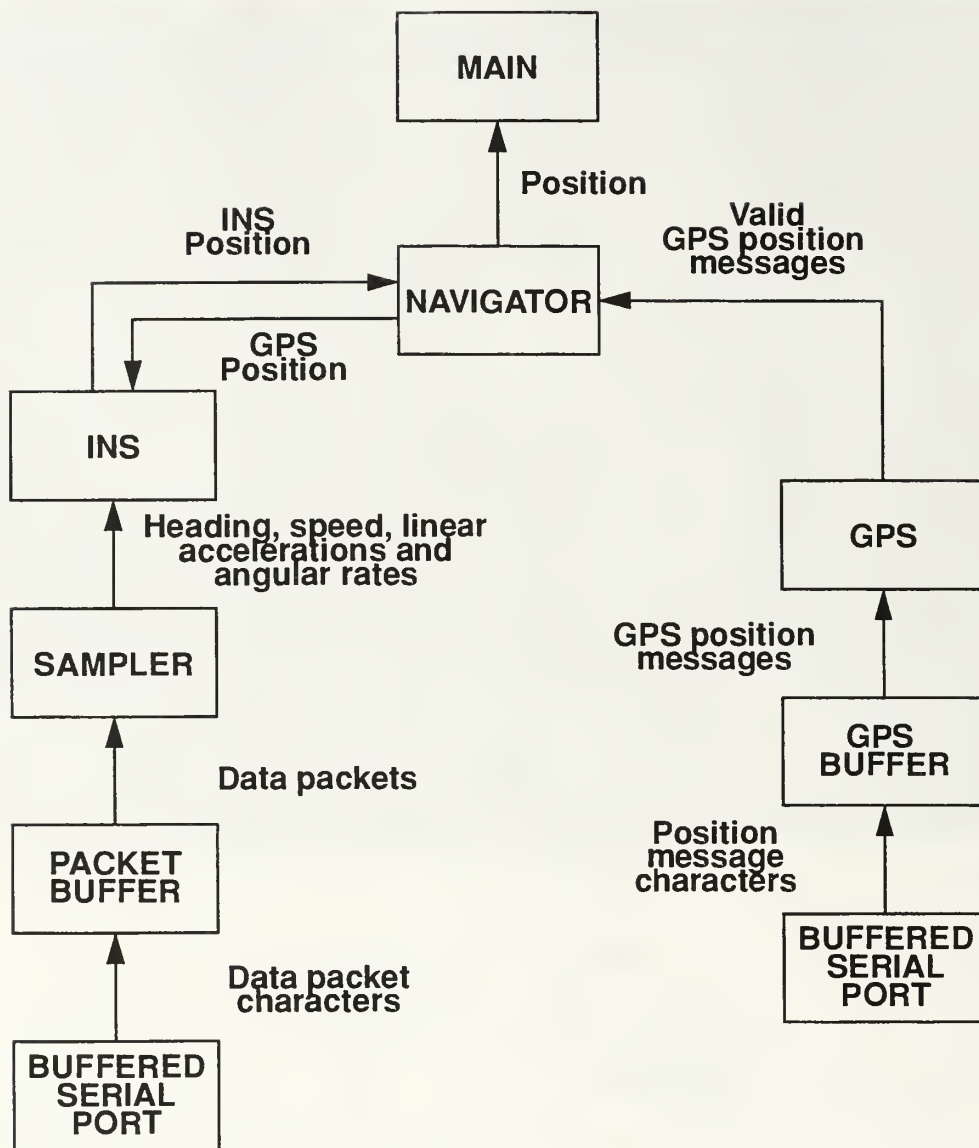 MAIN
Position
INS
Position
Valid
GPS position
messages
NAVIGATOR
GPS
Position
INS
Heading, speed, linear
accelerations and
angular rates
GPS
SAMPLER
GPS position
messages
GPS
BUFFER
Data packets
Position
message
characters
PACKET
BUFFER
BUFFERED
SERIAL
PORT
Data packet
characters
BUFFERED
SERIAL
PORT